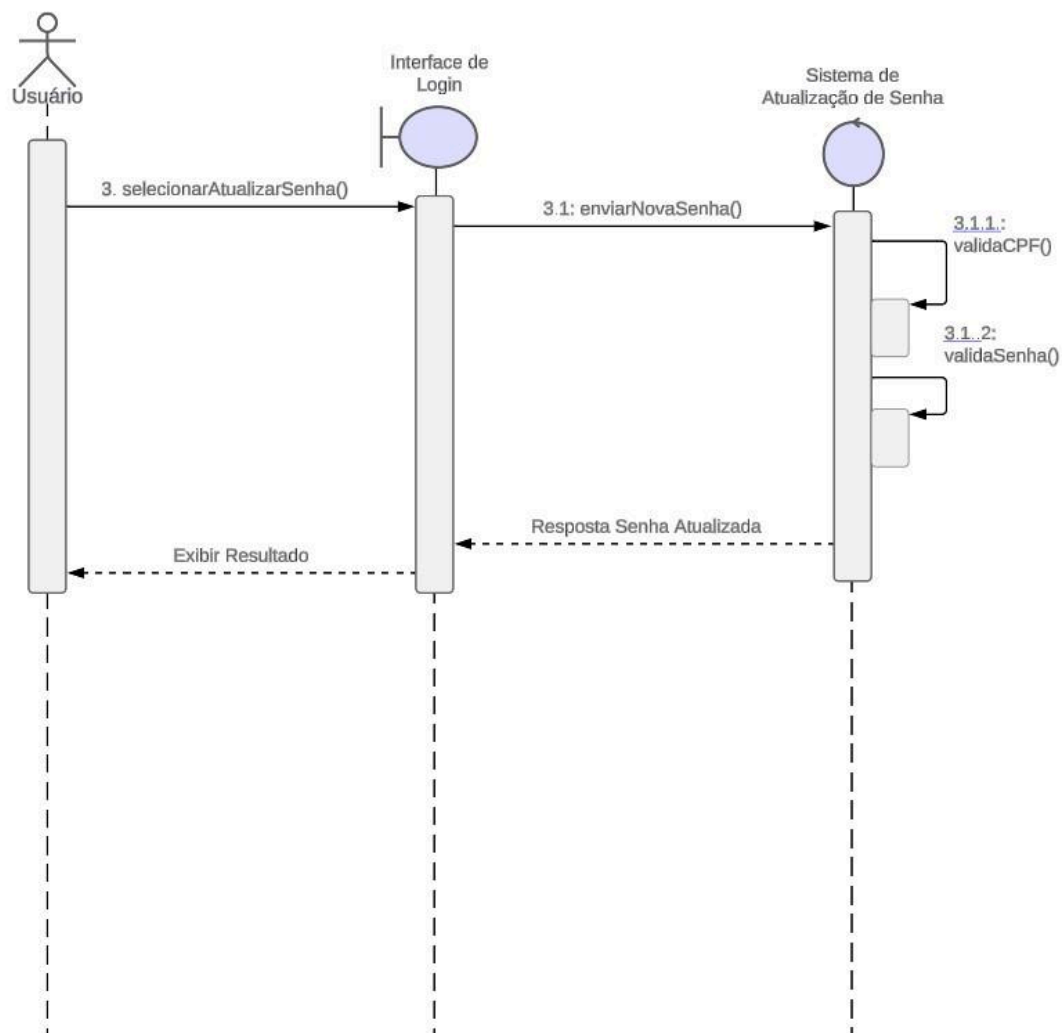 Usuário
Interface de
Login
Sistema de
Atualização de Senha
3. selecionarAtualizarSenha()
3.1: enviarNovaSenha()
3.1.1.:
validaCPF()
3.1..2:
validaSenha()
Resposta Senha Atualizada
Exibir Resultado